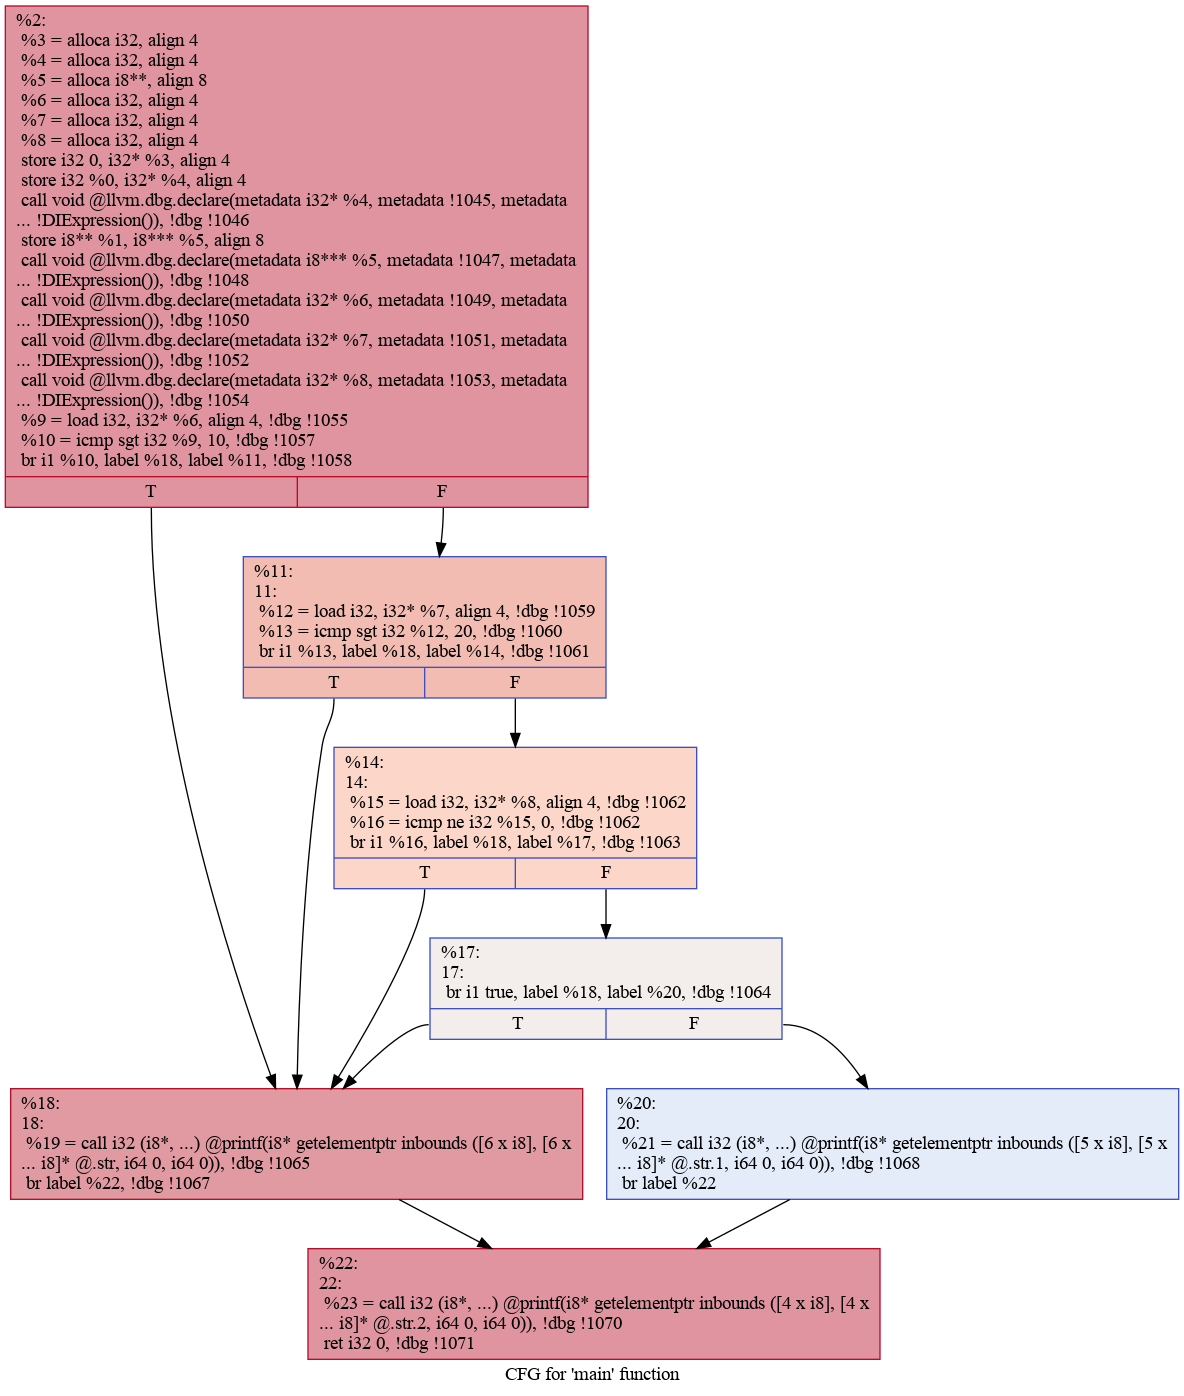 %2:
%3 = alloca i32, align 4
%4 = alloca i32, align 4
%5 = alloca i8**, align 8
%6 = alloca i32, align 4
%7 = alloca i32, align 4
%8 = alloca i32, align 4
store i32 0, i32* %3, align 4
store i32 %0, i32* %4, align 4
call void @llvm.dbg.declare(metadata i32* %4, metadata !1045, metadata
... !DIExpression()), !dbg !1046
store i8** %1, i8*** %5, align 8
call void @llvm.dbg.declare(metadata i8*** %5, metadata !1047, metadata
... !DIExpression()), !dbg !1048
call void @llvm.dbg.declare(metadata i32* %6, metadata !1049, metadata
... !DIExpression()), !dbg !1050
call void @llvm.dbg.declare(metadata i32* %7, metadata !1051, metadata
... !DIExpression()), !dbg !1052
call void @llvm.dbg.declare(metadata i32* %8, metadata !1053, metadata
... !DIExpression()), !dbg !1054
%9 = load i32, i32* %6, align 4, !dbg !1055
%10 = icmp sgt i32 %9, 10, !dbg !1057
br i1 %10, label %18, label %11, !dbg !1058
T F
%11:
11:
%12 = load i32, i32* %7, align 4, !dbg !1059
%13 = icmp sgt i32 %12, 20, !dbg !1060
br i1 %13, label %18, label %14, !dbg !1061
T F
%14:
14:
%15 = load i32, i32* %8, align 4, !dbg !1062
%16 = icmp ne i32 %15, 0, !dbg !1062
br i1 %16, label %18, label %17, !dbg !1063
T F
%17:
17:
br i1 true, label %18, label %20, !dbg !1064
T F
%18:
18:
%19 = call i32 (i8*, ...) @printf(i8* getelementptr inbounds ([6 x i8], [6 x
... i8]* @.str, i64 0, i64 0)), !dbg !1065
br label %22, !dbg !1067
%20:
20:
%21 = call i32 (i8*, ...) @printf(i8* getelementptr inbounds ([5 x i8], [5 x
... i8]* @.str.1, i64 0, i64 0)), !dbg !1068
br label %22
%22:
22:
%23 = call i32 (i8*, ...) @printf(i8* getelementptr inbounds ([4 x i8], [4 x
... i8]* @.str.2, i64 0, i64 0)), !dbg !1070
ret i32 0, !dbg !1071
CFG for 'main' function